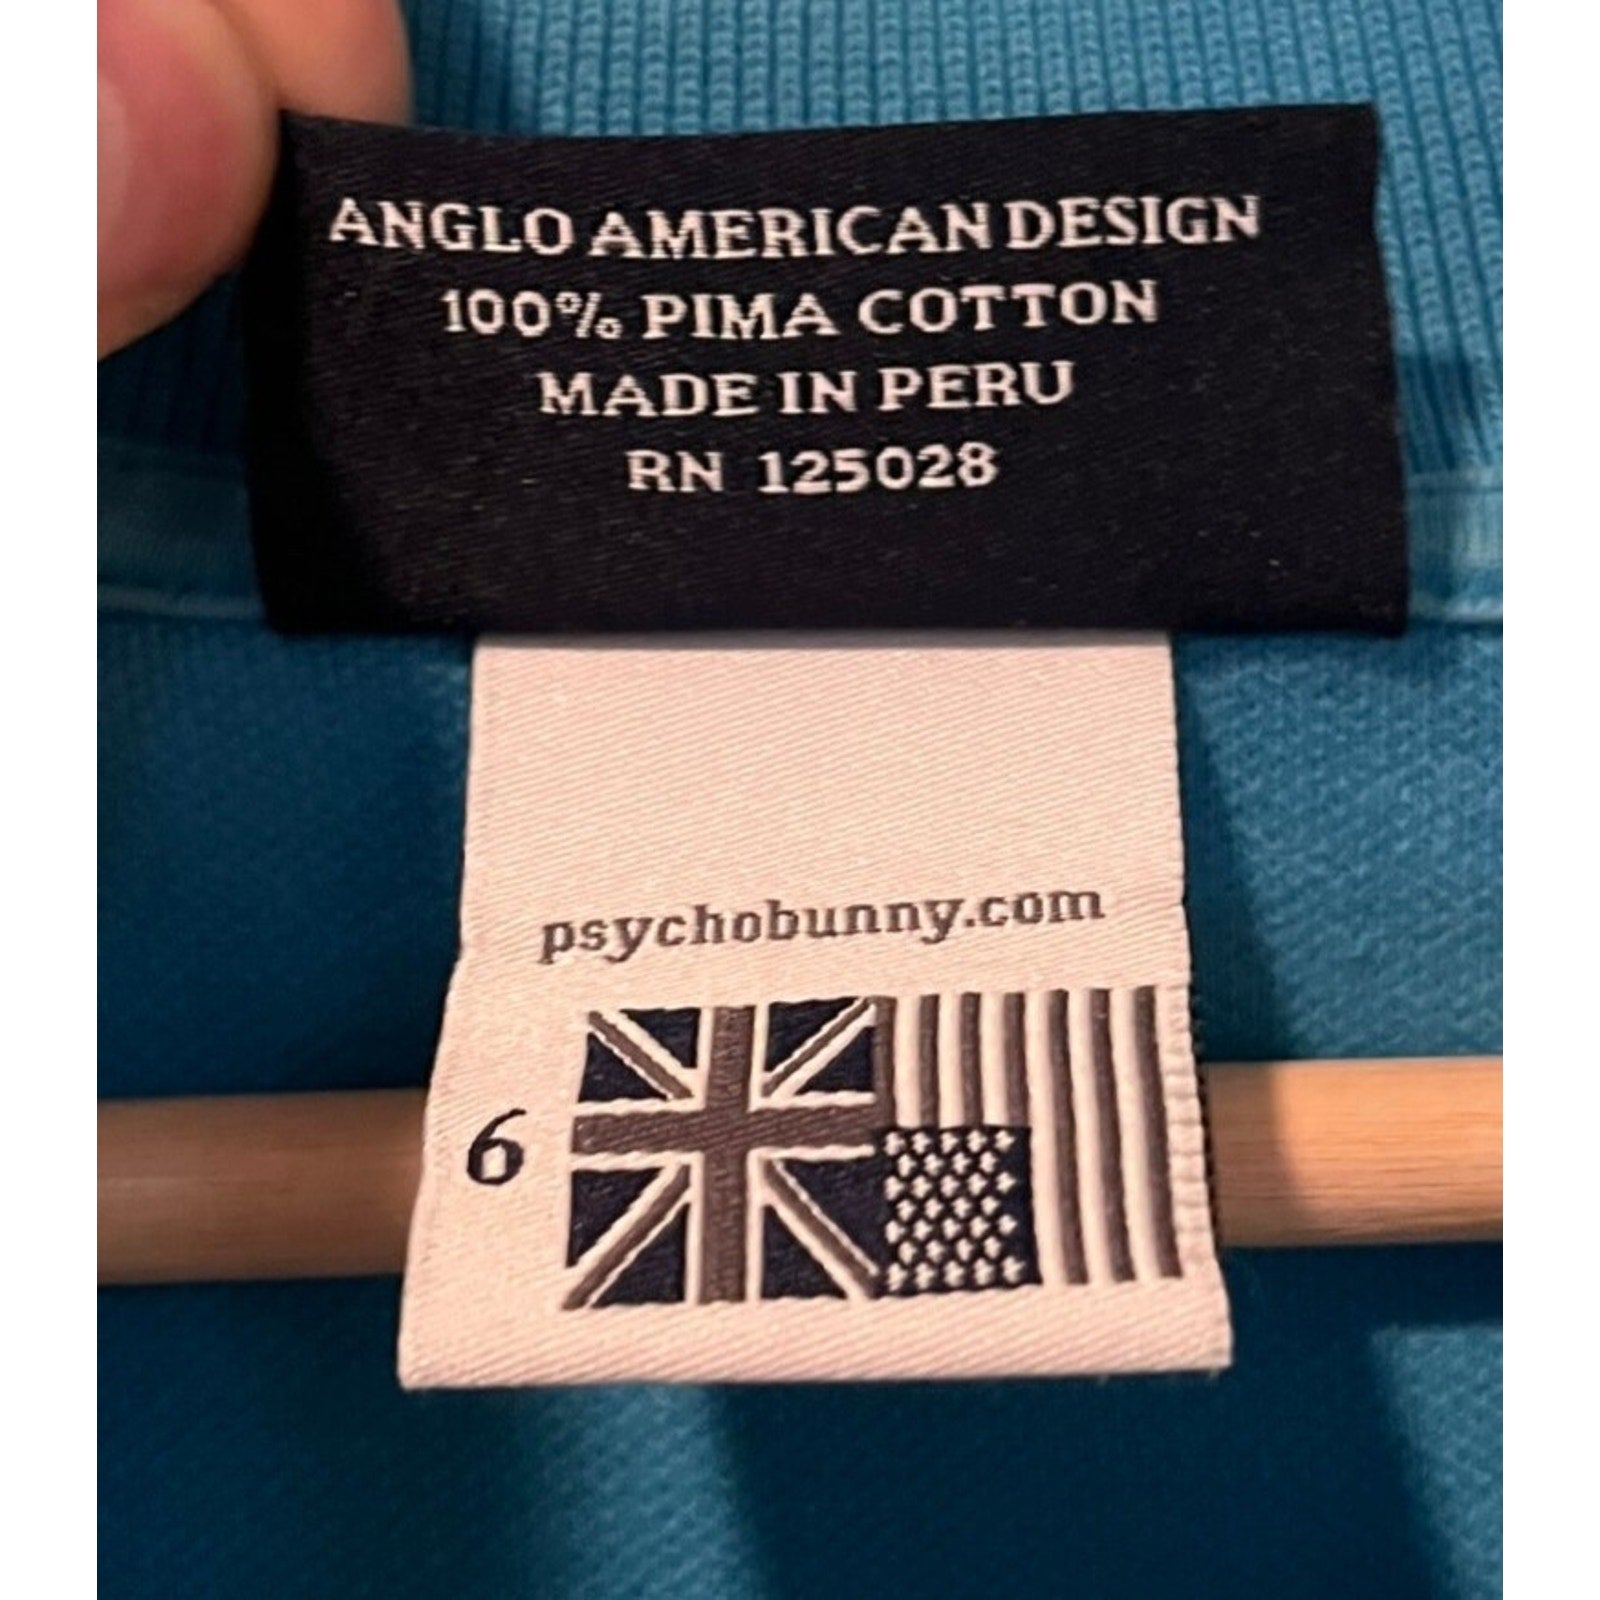 ANGLO AMERICAN DESIGN
100% PIMA COTTON
MADE IN PERU
RN 125028
psychobunny.com
6